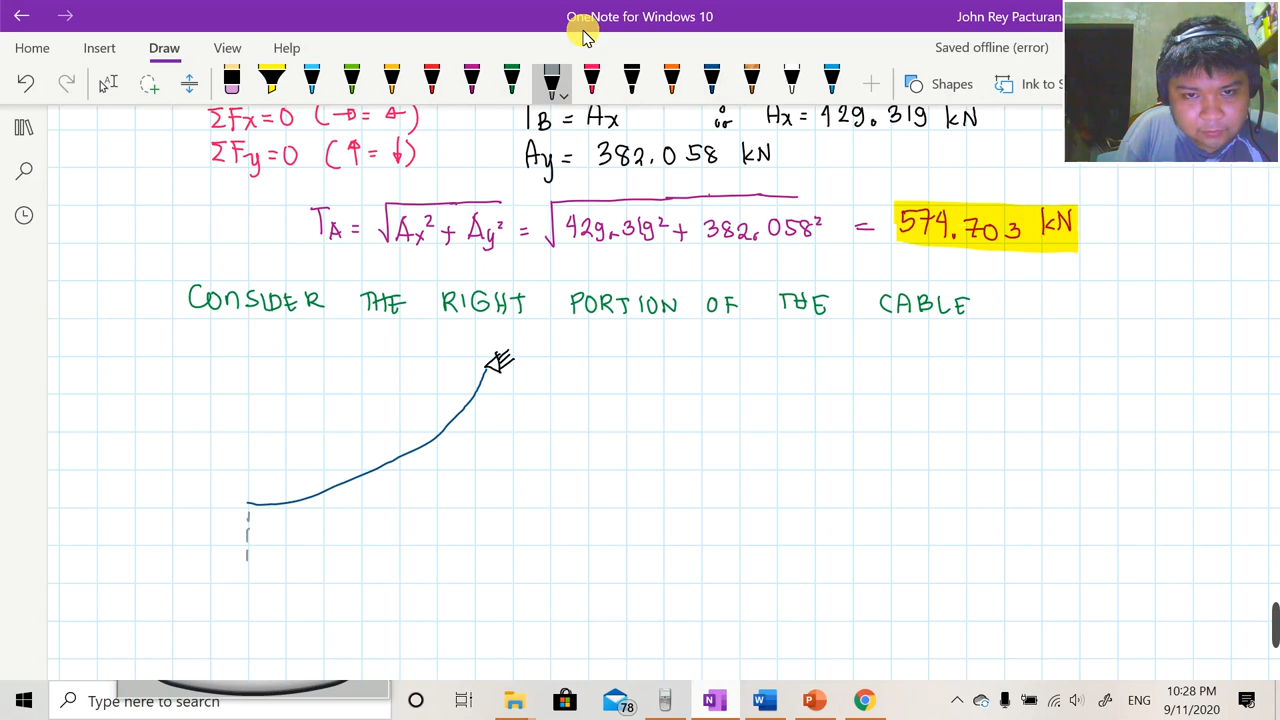 OneNote for Windows 10
John Rey Pacturan
Home Insert Draw View Help
Saved offline (error)
Shapes Ink to S
ΣFx=0 (→ = ←) TB = Ax ∴ Ax = 429.319 kN
ΣFy=0 (↑ = ↓) Ay = 382.058 kN
TA = √Ax² + Ay² = √429.319² + 382.058² = 574.703 kN
CONSIDER THE RIGHT PORTION OF THE CABLE
Type here to search
78
ENG
10:28 PM
9/11/2020